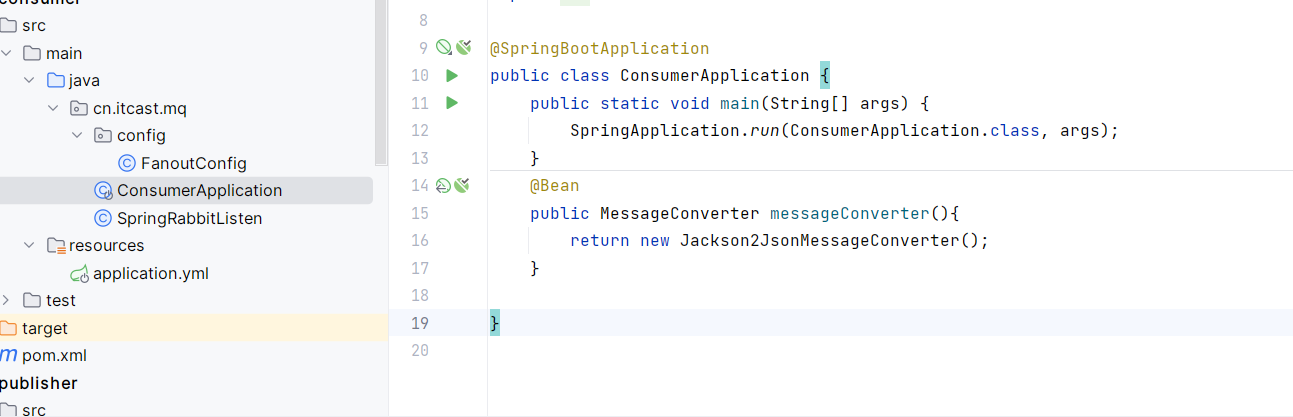 consumer
src
main
java
cn.itcast.mq
config
FanoutConfig
ConsumerApplication
SpringRabbitListen
resources
application.yml
test
target
pom.xml
publisher
src
8
9 @SpringBootApplication
10 public class ConsumerApplication {
11 public static void main(String[] args) {
12 SpringApplication.run(ConsumerApplication.class, args);
13 }
14 @Bean
15 public MessageConverter messageConverter(){
16 return new Jackson2JsonMessageConverter();
17 }
18
19 }
20